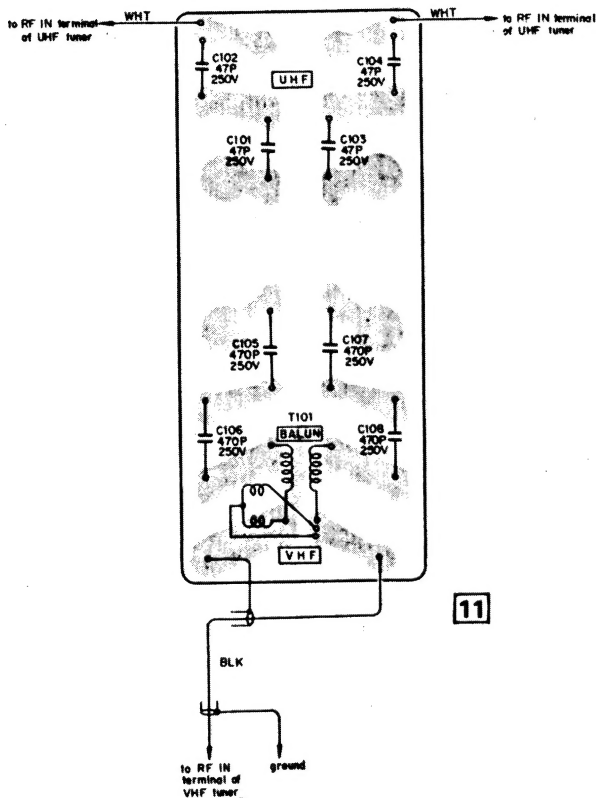 to RF IN terminal
of UHF tuner
WHT
WHT
to RF IN terminal
of UHF tuner
C102
47P
250V
C104
47P
250V
UHF
C101
47P
250V
C103
47P
250V
C105
470P
250V
C107
470P
250V
C106
470P
250V
T101
BALUN
C108
470P
250V
VHF
11
BLK
to RF IN
terminal of
VHF tuner
ground